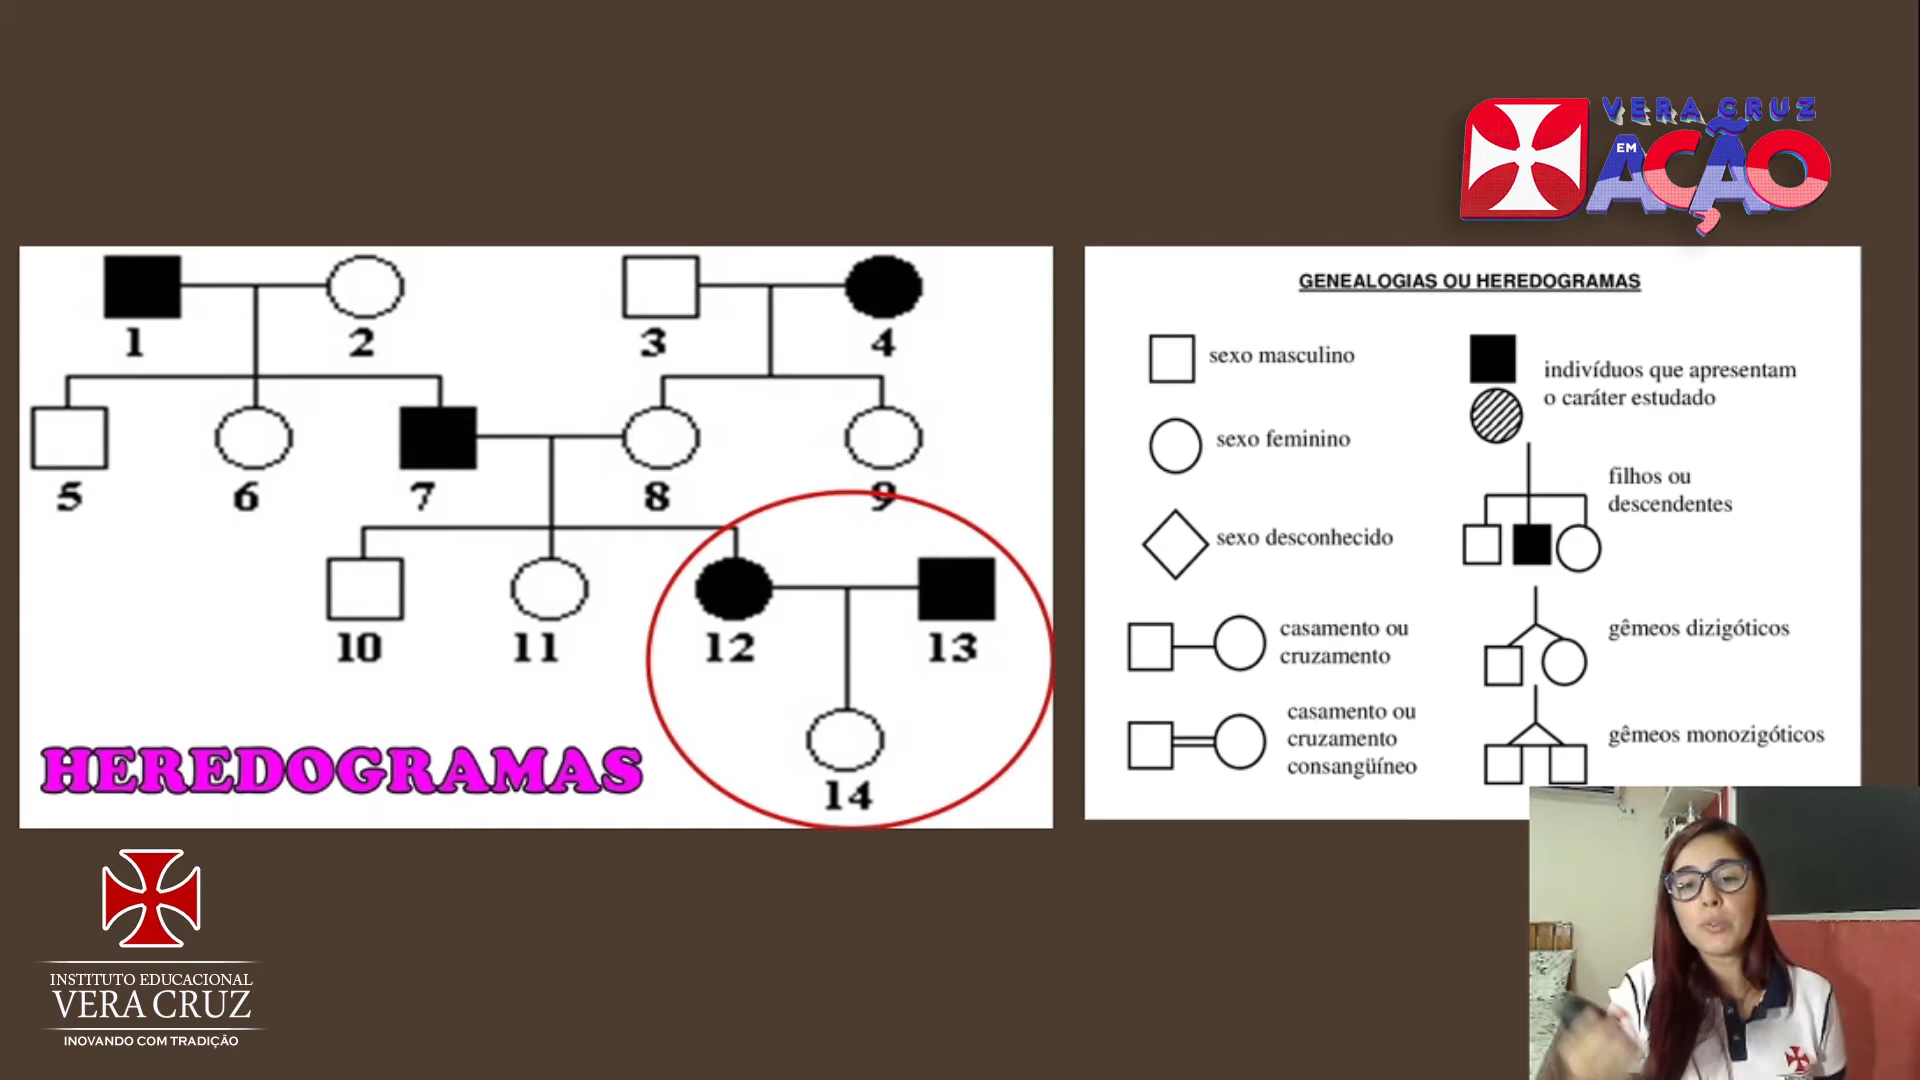 VERA CRUZ
EM
AÇÃO
1
2
3
4
5
6
7
8
9
10
11
12
13
14
HEREDOGRAMAS
GENEALOGIAS OU HEREDOGRAMAS
sexo masculino
sexo feminino
sexo desconhecido
casamento ou
cruzamento
casamento ou
cruzamento
consangüíneo
indivíduos que apresentam
o caráter estudado
filhos ou
descendentes
gêmeos dizigóticos
gêmeos monozigóticos
INSTITUTO EDUCACIONAL
VERA CRUZ
INOVANDO COM TRADIÇÃO